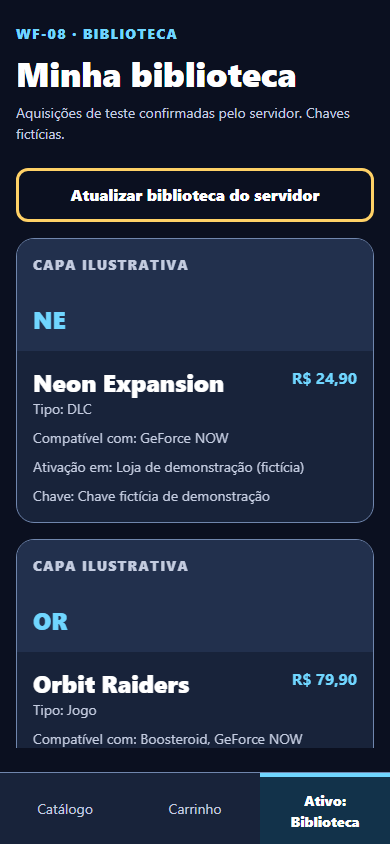 WF-08 · BIBLIOTECA
Minha biblioteca
Aquisições de teste confirmadas pelo servidor. Chaves
fictícias.
Atualizar biblioteca do servidor
CAPA ILUSTRATIVA
NE
Neon Expansion
R$ 24,90
Tipo: DLC
Compatível com: GeForce NOW
Ativação em: Loja de demonstração (fictícia)
Chave: Chave fictícia de demonstração
CAPA ILUSTRATIVA
OR
Orbit Raiders
R$ 79,90
Tipo: Jogo
Compatível com: Boosteroid, GeForce NOW
Catálogo
Carrinho
Ativo:
Biblioteca